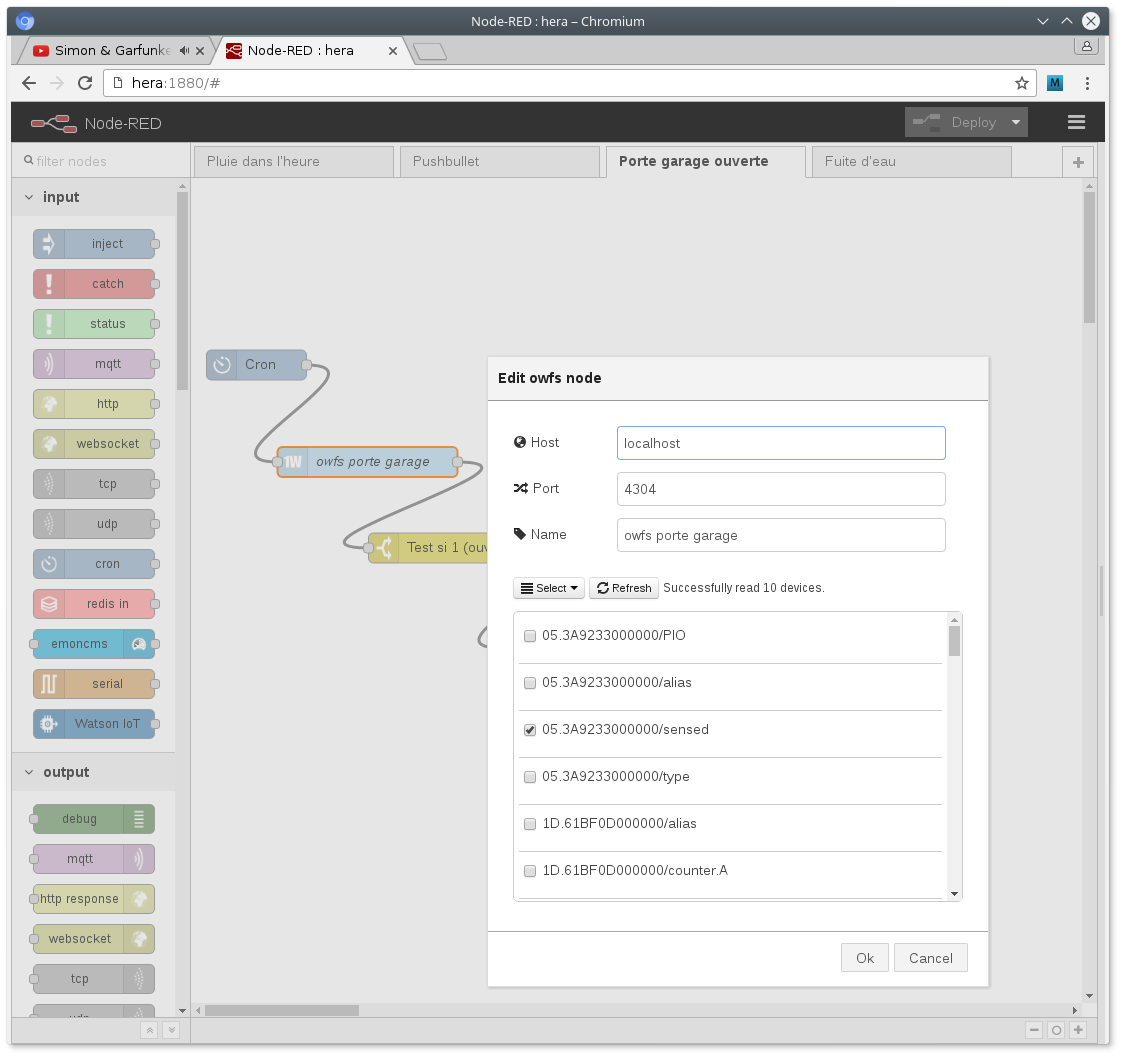 Node-RED : hera – Chromium
Simon & Garfunke
Node-RED : hera
hera:1880/#
M
Node-RED
Deploy
filter nodes
Pluie dans l'heure
Pushbullet
Porte garage ouverte
Fuite d'eau
input
inject
catch
status
mqtt
http
websocket
tcp
udp
cron
redis in
emoncms
serial
Watson IoT
output
debug
mqtt
http response
websocket
tcp
udp
Cron
1W owfs porte garage
Test si 1 (ouv
Edit owfs node
Host
localhost
Port
4304
Name
owfs porte garage
Select
Refresh
Successfully read 10 devices.
05.3A9233000000/PIO
05.3A9233000000/alias
05.3A9233000000/sensed
05.3A9233000000/type
1D.61BF0D000000/alias
1D.61BF0D000000/counter.A
Ok
Cancel